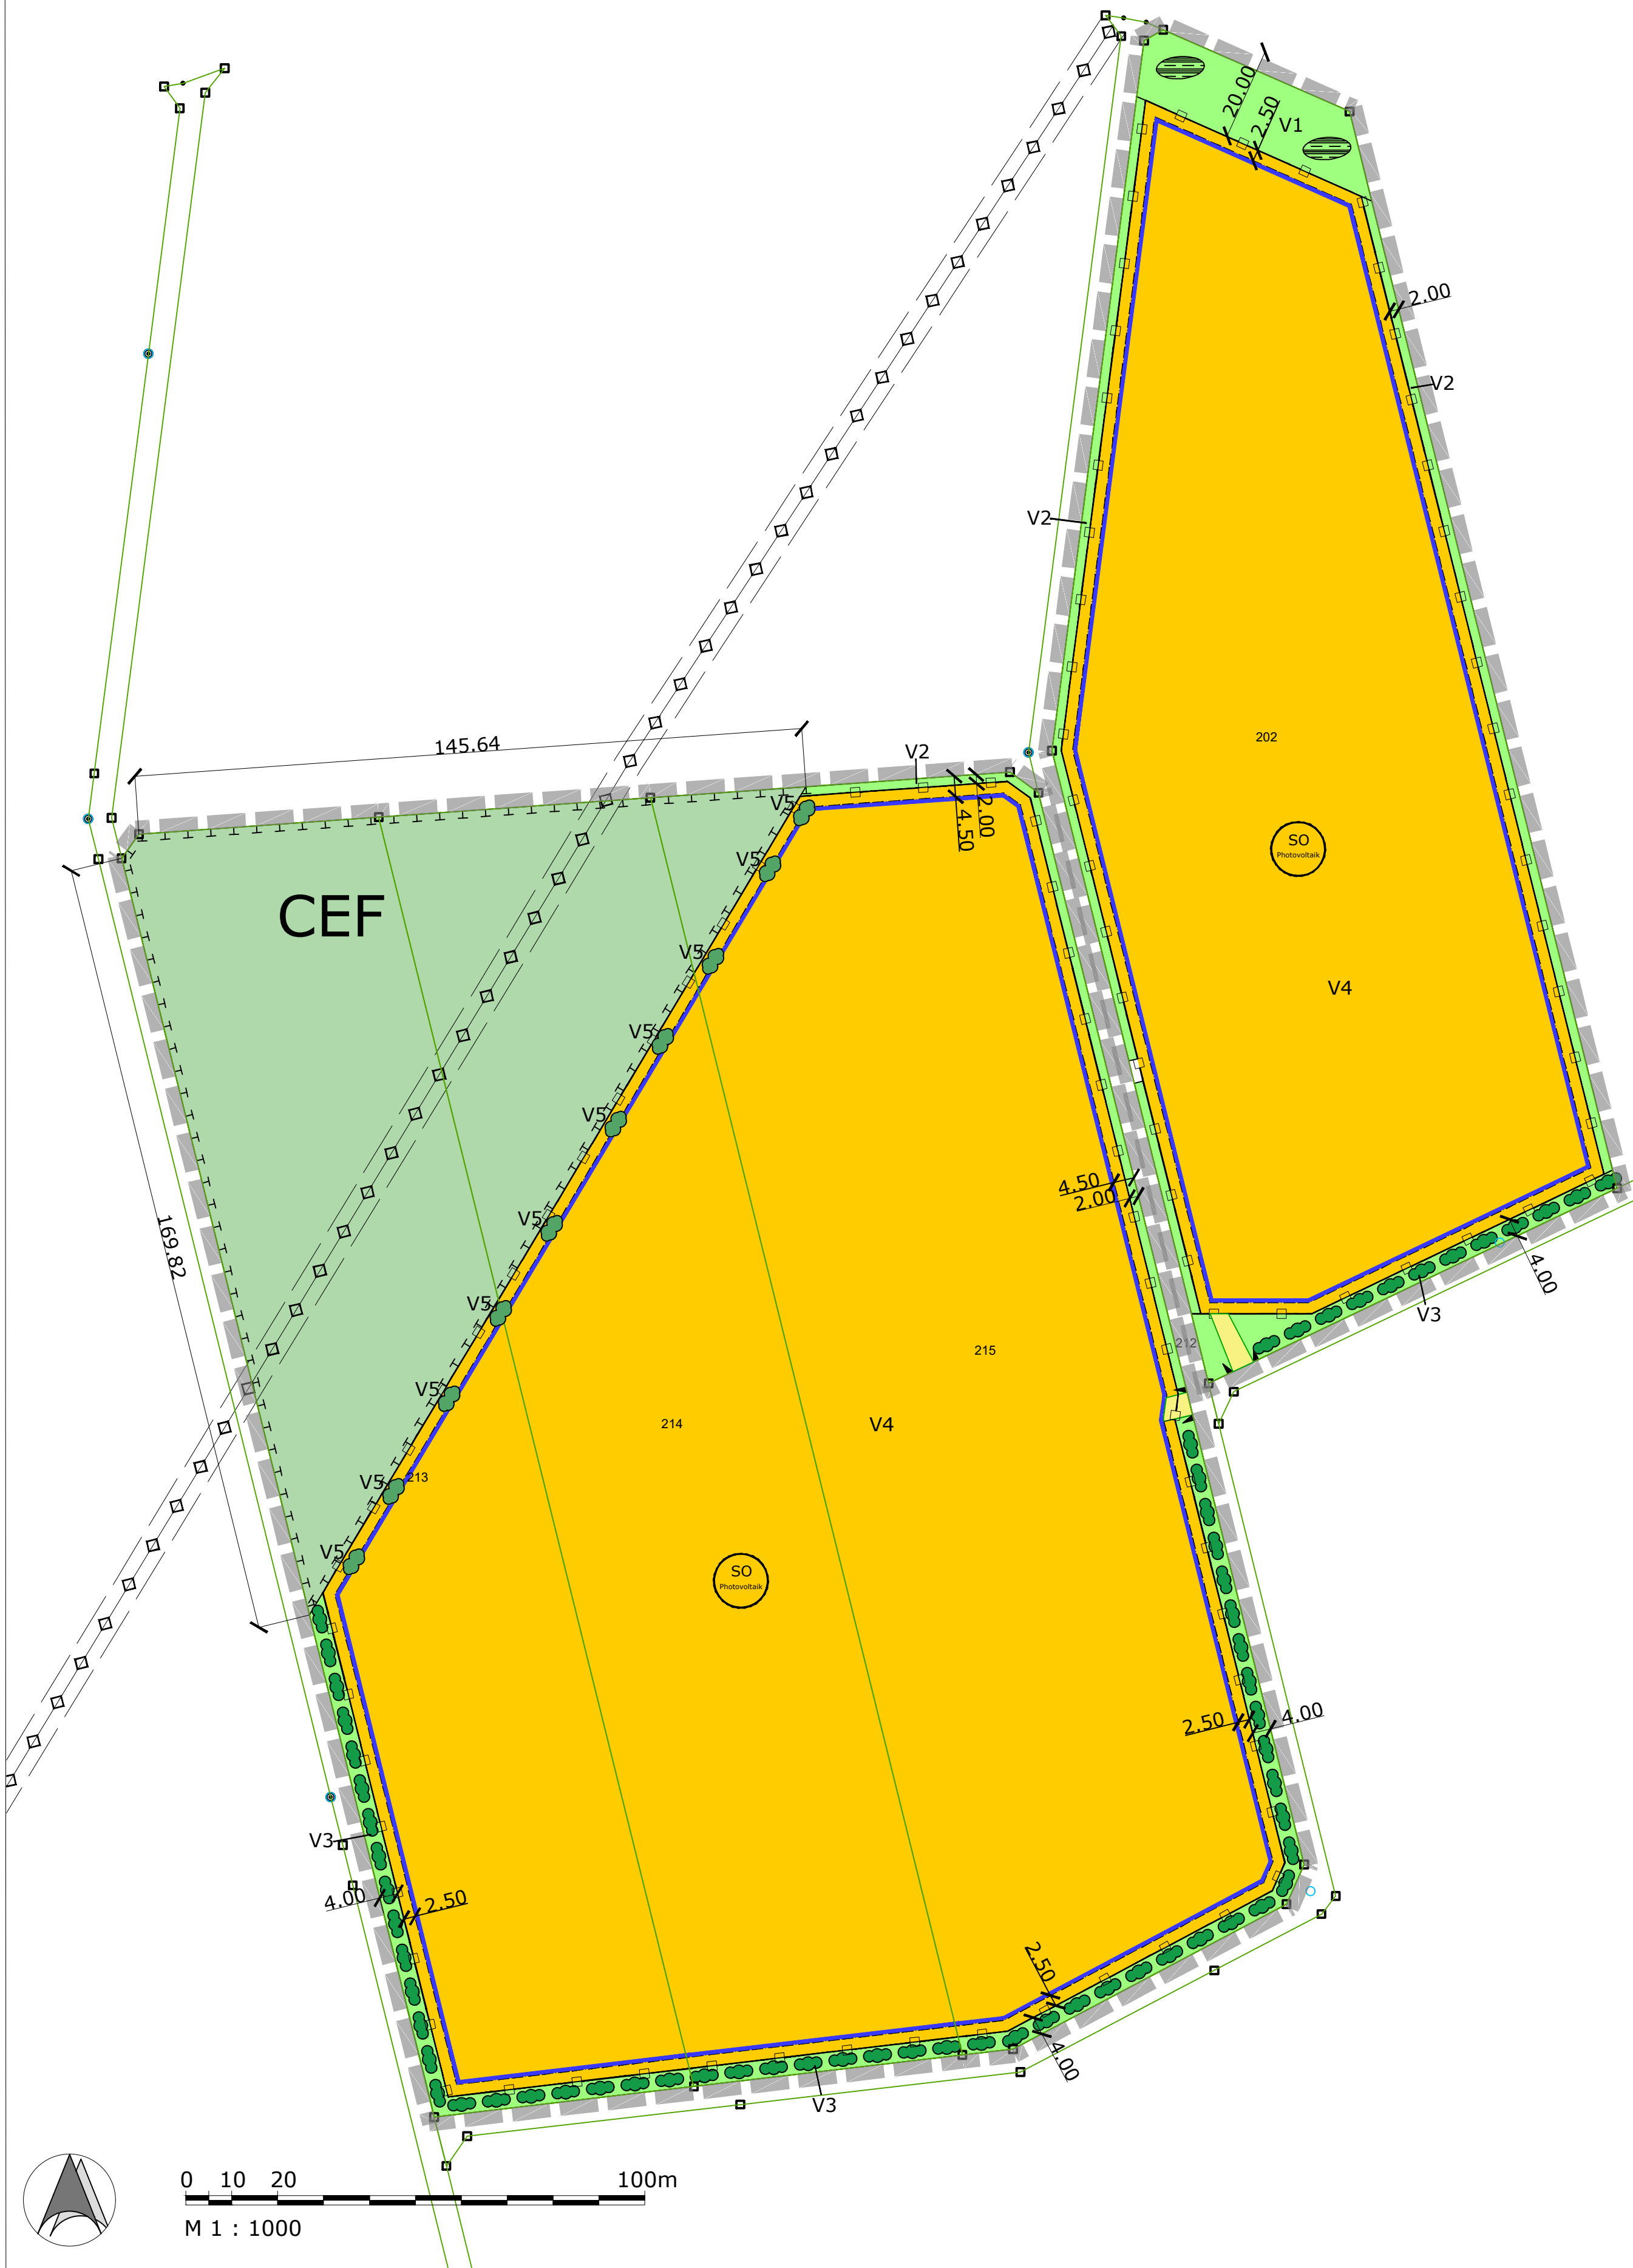 20.00
2.50
V1
2.00
V2
V2
202
145.64
V2
2.00
4.50
SO
Photovoltaik
V5
V5
CEF
V5
V4
V5
V5
4.50
2.00
V5
169.82
4.00
V5
V3
212
215
V5
214
V4
213
V5
V5
SO
Photovoltaik
2.50
4.00
V3
4.00
2.50
2.50
4.00
V3
0 10 20 100m
M 1 : 1000